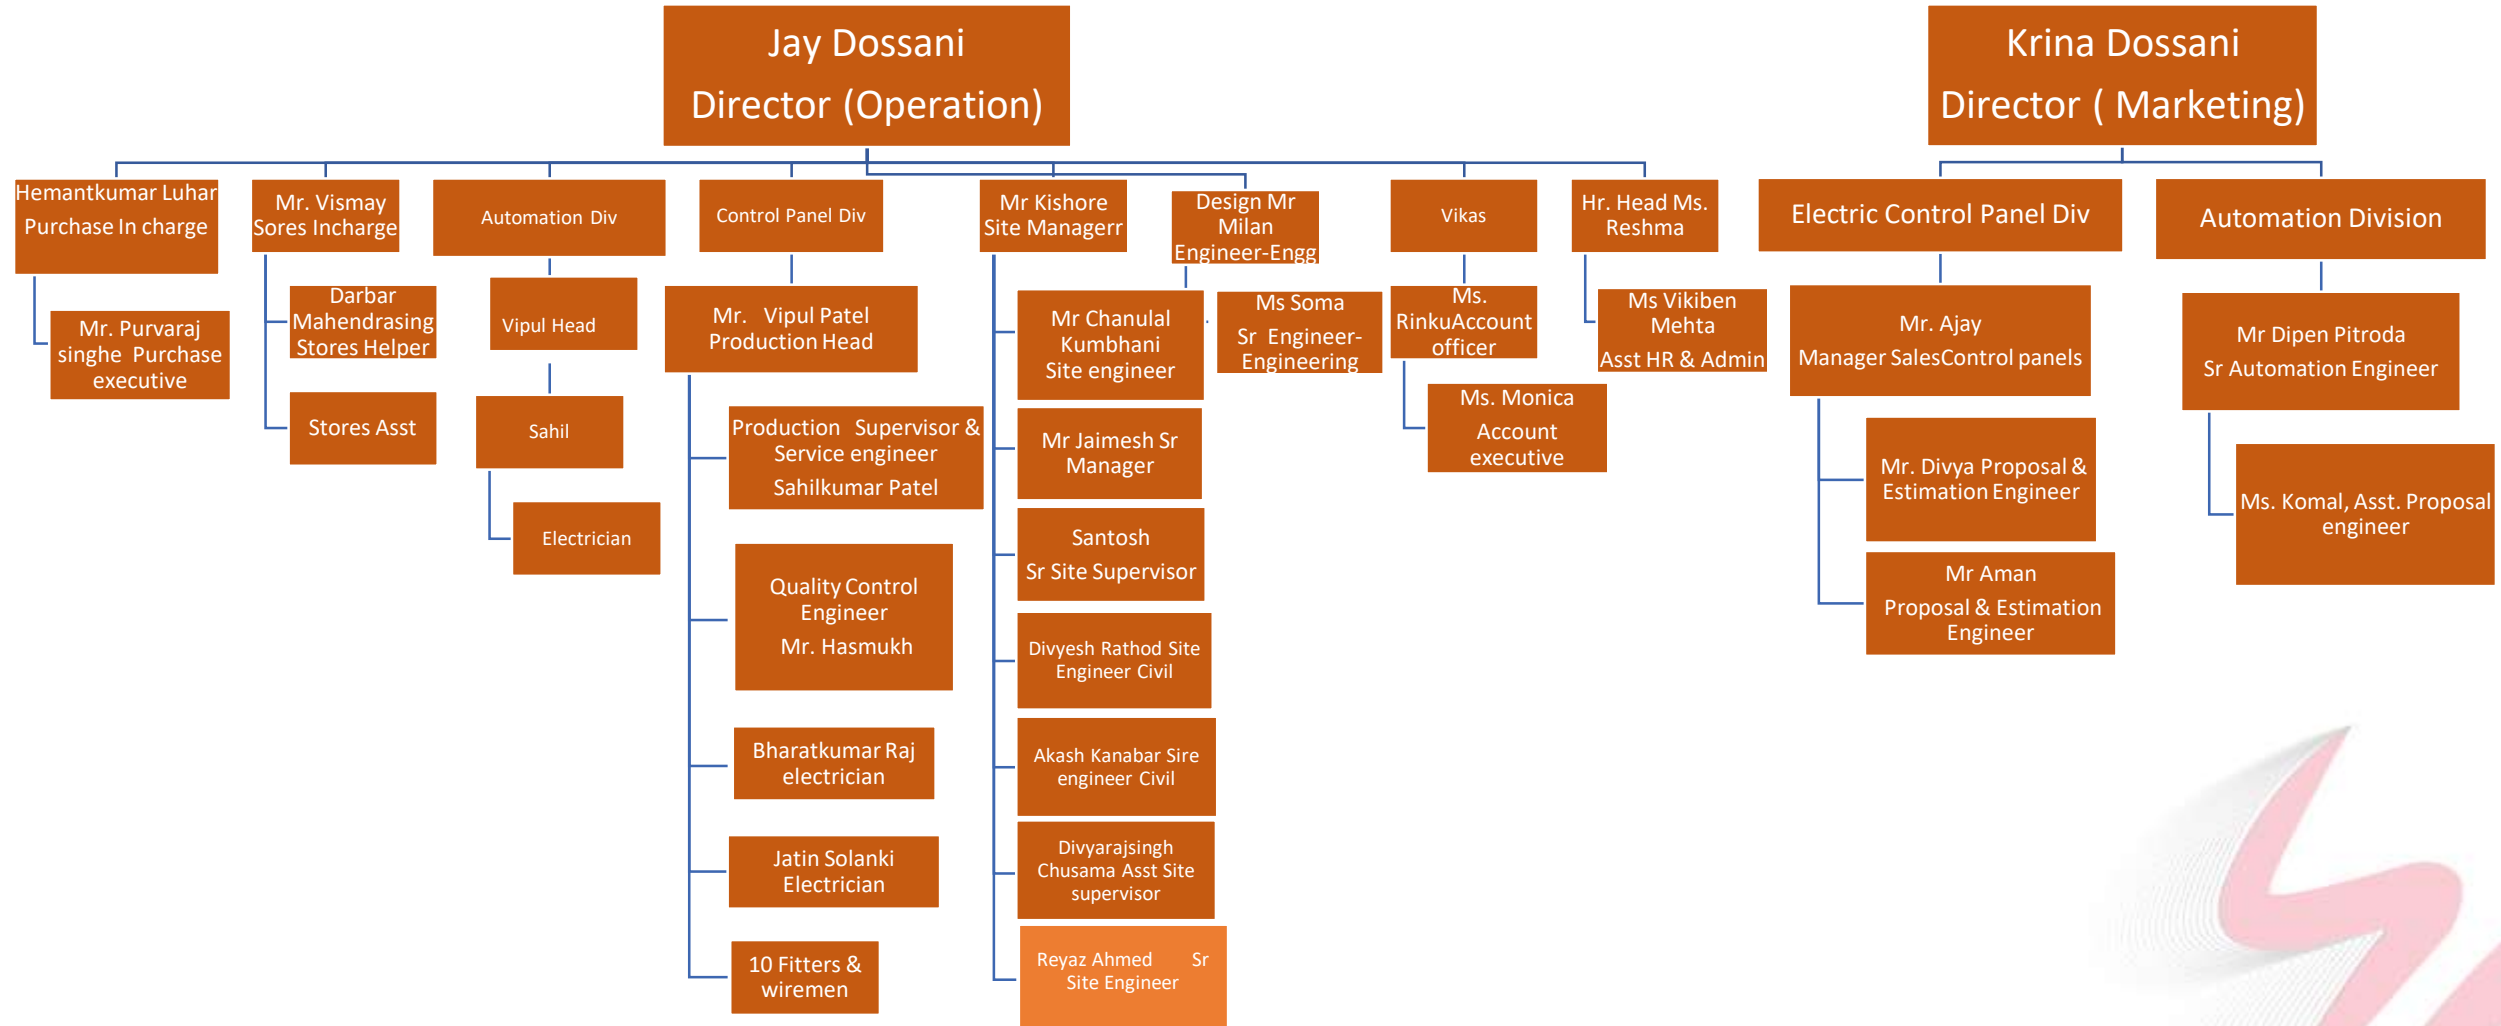 Jay Dossani
Director (Operation)
Krina Dossani
Director ( Marketing)
Hemantkumar Luhar
Purchase In charge
Mr. Vismay
Sores Incharge
Automation Div
Control Panel Div
Mr Kishore
Site Managerr
Design Mr
Milan
Engineer-Engg
Vikas
Hr. Head Ms.
Reshma
Electric Control Panel Div
Automation Division
Mr. Purvaraj
singhe Purchase
executive
Darbar
Mahendrasing
Stores Helper
Stores Asst
Vipul Head
Sahil
Electrician
Mr. Vipul Patel
Production Head
Production Supervisor &
Service engineer
Sahilkumar Patel
Quality Control
Engineer
Mr. Hasmukh
Bharatkumar Raj
electrician
Jatin Solanki
Electrician
10 Fitters &
wiremen
Mr Chanulal
Kumbhani
Site engineer
Mr Jaimesh Sr
Manager
Santosh
Sr Site Supervisor
Divyesh Rathod Site
Engineer Civil
Akash Kanabar Sire
engineer Civil
Divyarajsingh
Chusama Asst Site
supervisor
Reyaz Ahmed Sr
Site Engineer
Ms Soma
Sr Engineer-
Engineering
Ms.
RinkuAccount
officer
Ms. Monica
Account
executive
Ms Vikiben
Mehta
Asst HR & Admin
Mr. Ajay
Manager SalesControl panels
Mr. Divya Proposal &
Estimation Engineer
Mr Aman
Proposal & Estimation
Engineer
Mr Dipen Pitroda
Sr Automation Engineer
Ms. Komal, Asst. Proposal
engineer